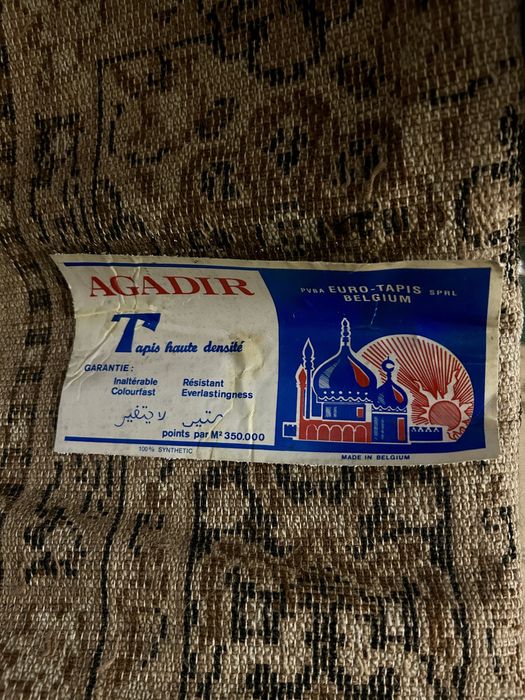 AGADIR
Tapis haute densité
GARANTIE :
Inaltérable Résistant
Colourfast Everlastingness
متين لا يتغير
points par M² 350.000
100% SYNTHETIC
PVBA EURO-TAPIS SPRL
BELGIUM
MADE IN BELGIUM